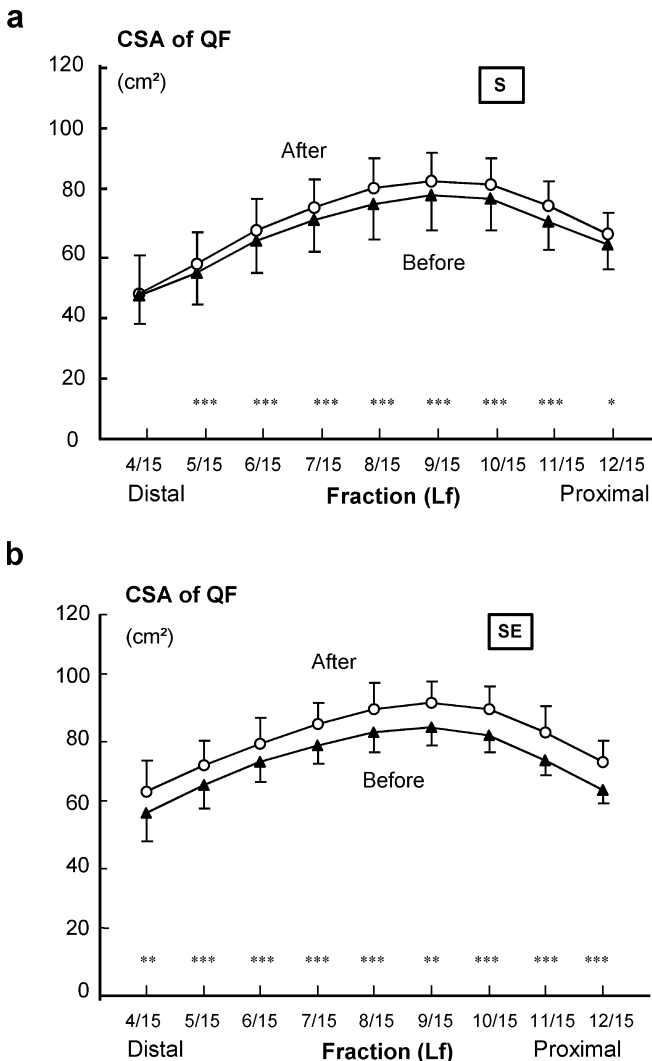 a
CSA of QF
120
(cm²)
S
100
After
80
60
Before
40
20
*** *** *** *** *** *** *** *
0
4/15 5/15 6/15 7/15 8/15 9/15 10/15 11/15 12/15
Distal Fraction (Lf) Proximal
b
CSA of QF
120
(cm²)
SE
After
100
80
Before
60
40
20
** *** *** *** *** ** *** *** ***
0
4/15 5/15 6/15 7/15 8/15 9/15 10/15 11/15 12/15
Distal Fraction (Lf) Proximal